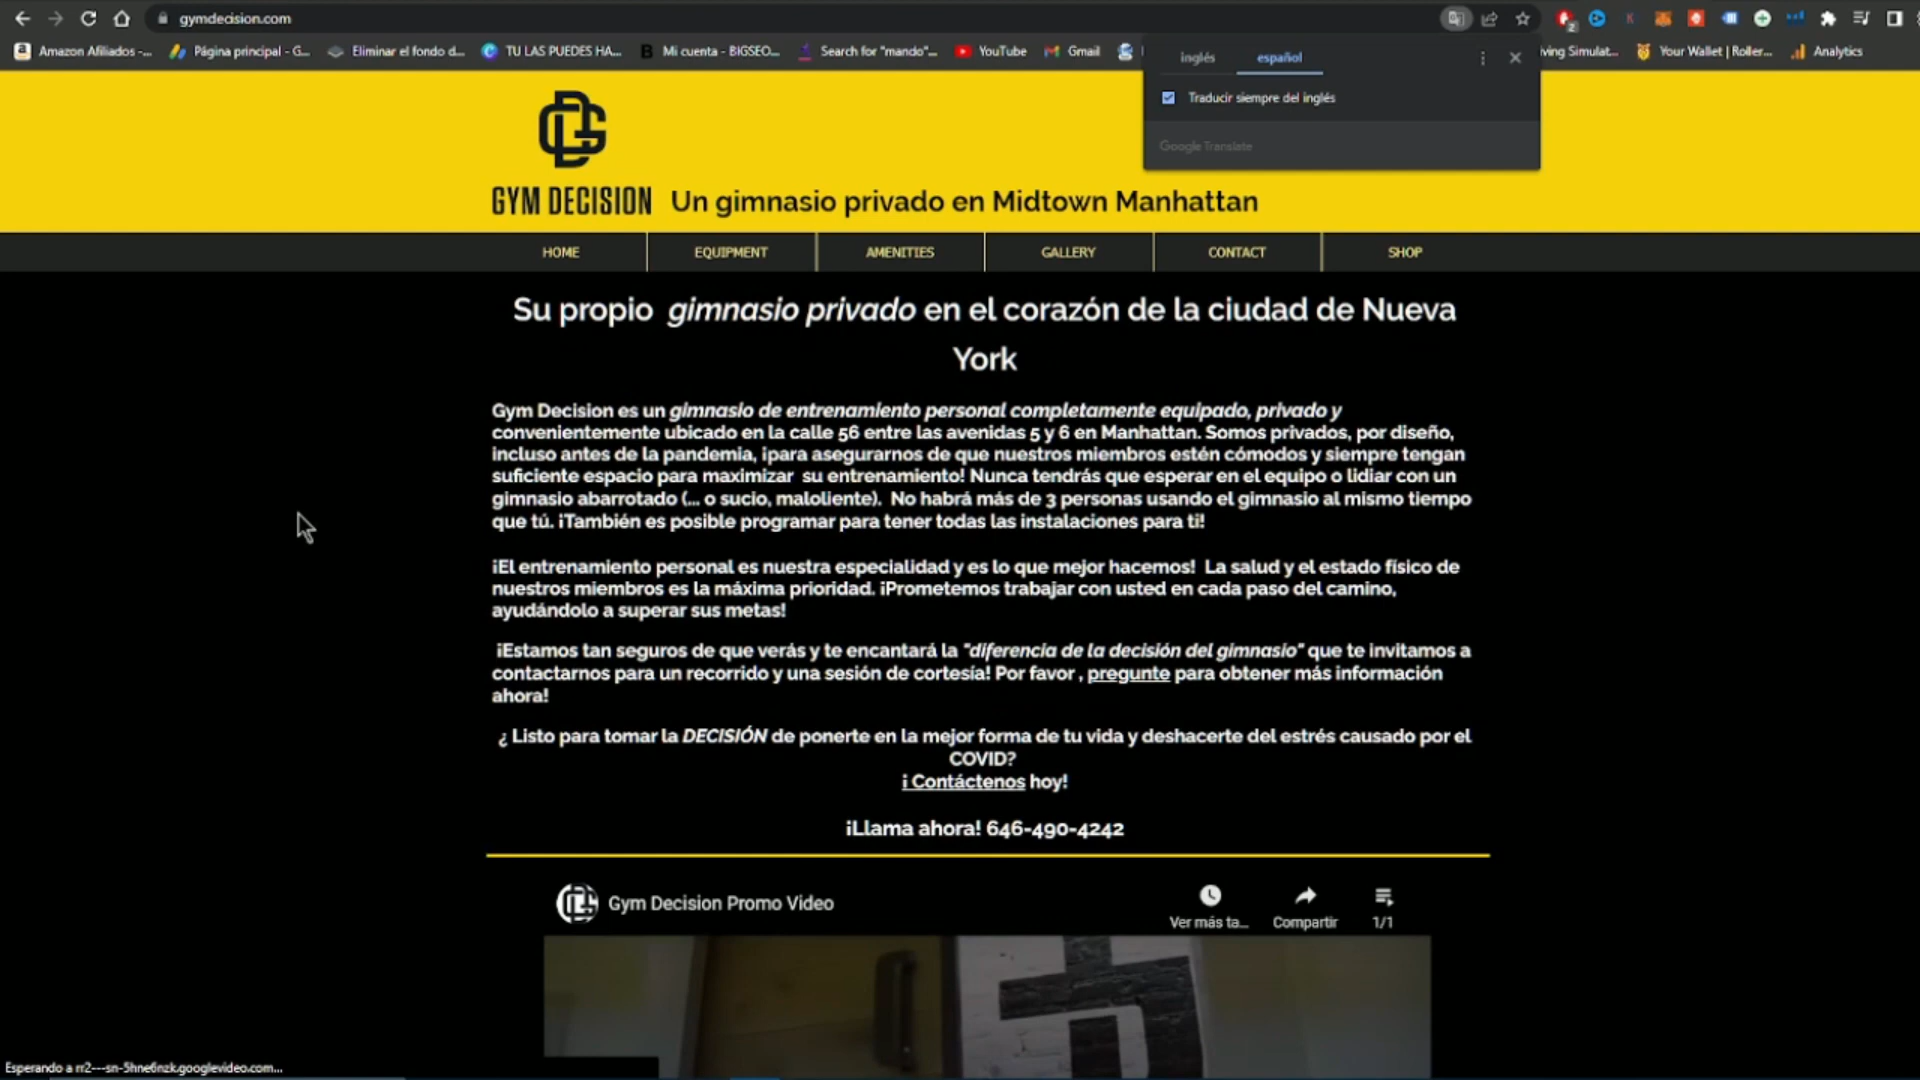 gymdecision.com
Amazon Afiliados -...
Página principal - G...
Eliminar el fondo d...
TU LAS PUEDES HA...
Mi cuenta - BIGSEO...
Search for "mando"...
YouTube
Gmail
ving Simulat...
Your Wallet | Roller...
Analytics
inglés
español
Traducir siempre del inglés
Google Translate
GYM DECISION
Un gimnasio privado en Midtown Manhattan
HOME
EQUIPMENT
AMENITIES
GALLERY
CONTACT
SHOP
Su propio gimnasio privado en el corazón de la ciudad de Nueva
York
Gym Decision es un gimnasio de entrenamiento personal completamente equipado, privado y
convenientemente ubicado en la calle 56 entre las avenidas 5 y 6 en Manhattan. Somos privados, por diseño,
incluso antes de la pandemia, ¡para asegurarnos de que nuestros miembros estén cómodos y siempre tengan
suficiente espacio para maximizar su entrenamiento! Nunca tendrás que esperar en el equipo o lidiar con un
gimnasio abarrotado (... o sucio, maloliente). No habrá más de 3 personas usando el gimnasio al mismo tiempo
que tú. ¡También es posible programar para tener todas las instalaciones para ti!
¡El entrenamiento personal es nuestra especialidad y es lo que mejor hacemos! La salud y el estado físico de
nuestros miembros es la máxima prioridad. ¡Prometemos trabajar con usted en cada paso del camino,
ayudándolo a superar sus metas!
¡Estamos tan seguros de que verás y te encantará la "diferencia de la decisión del gimnasio" que te invitamos a
contactarnos para un recorrido y una sesión de cortesía! Por favor , pregunte para obtener más información
ahora!
¿ Listo para tomar la DECISIÓN de ponerte en la mejor forma de tu vida y deshacerte del estrés causado por el
COVID?
¡ Contáctenos hoy!
¡Llama ahora! 646-490-4242
Gym Decision Promo Video
Ver más ta...
Compartir
1/1
Esperando a rr2---sn-5hne6nzk.googlevideo.com...